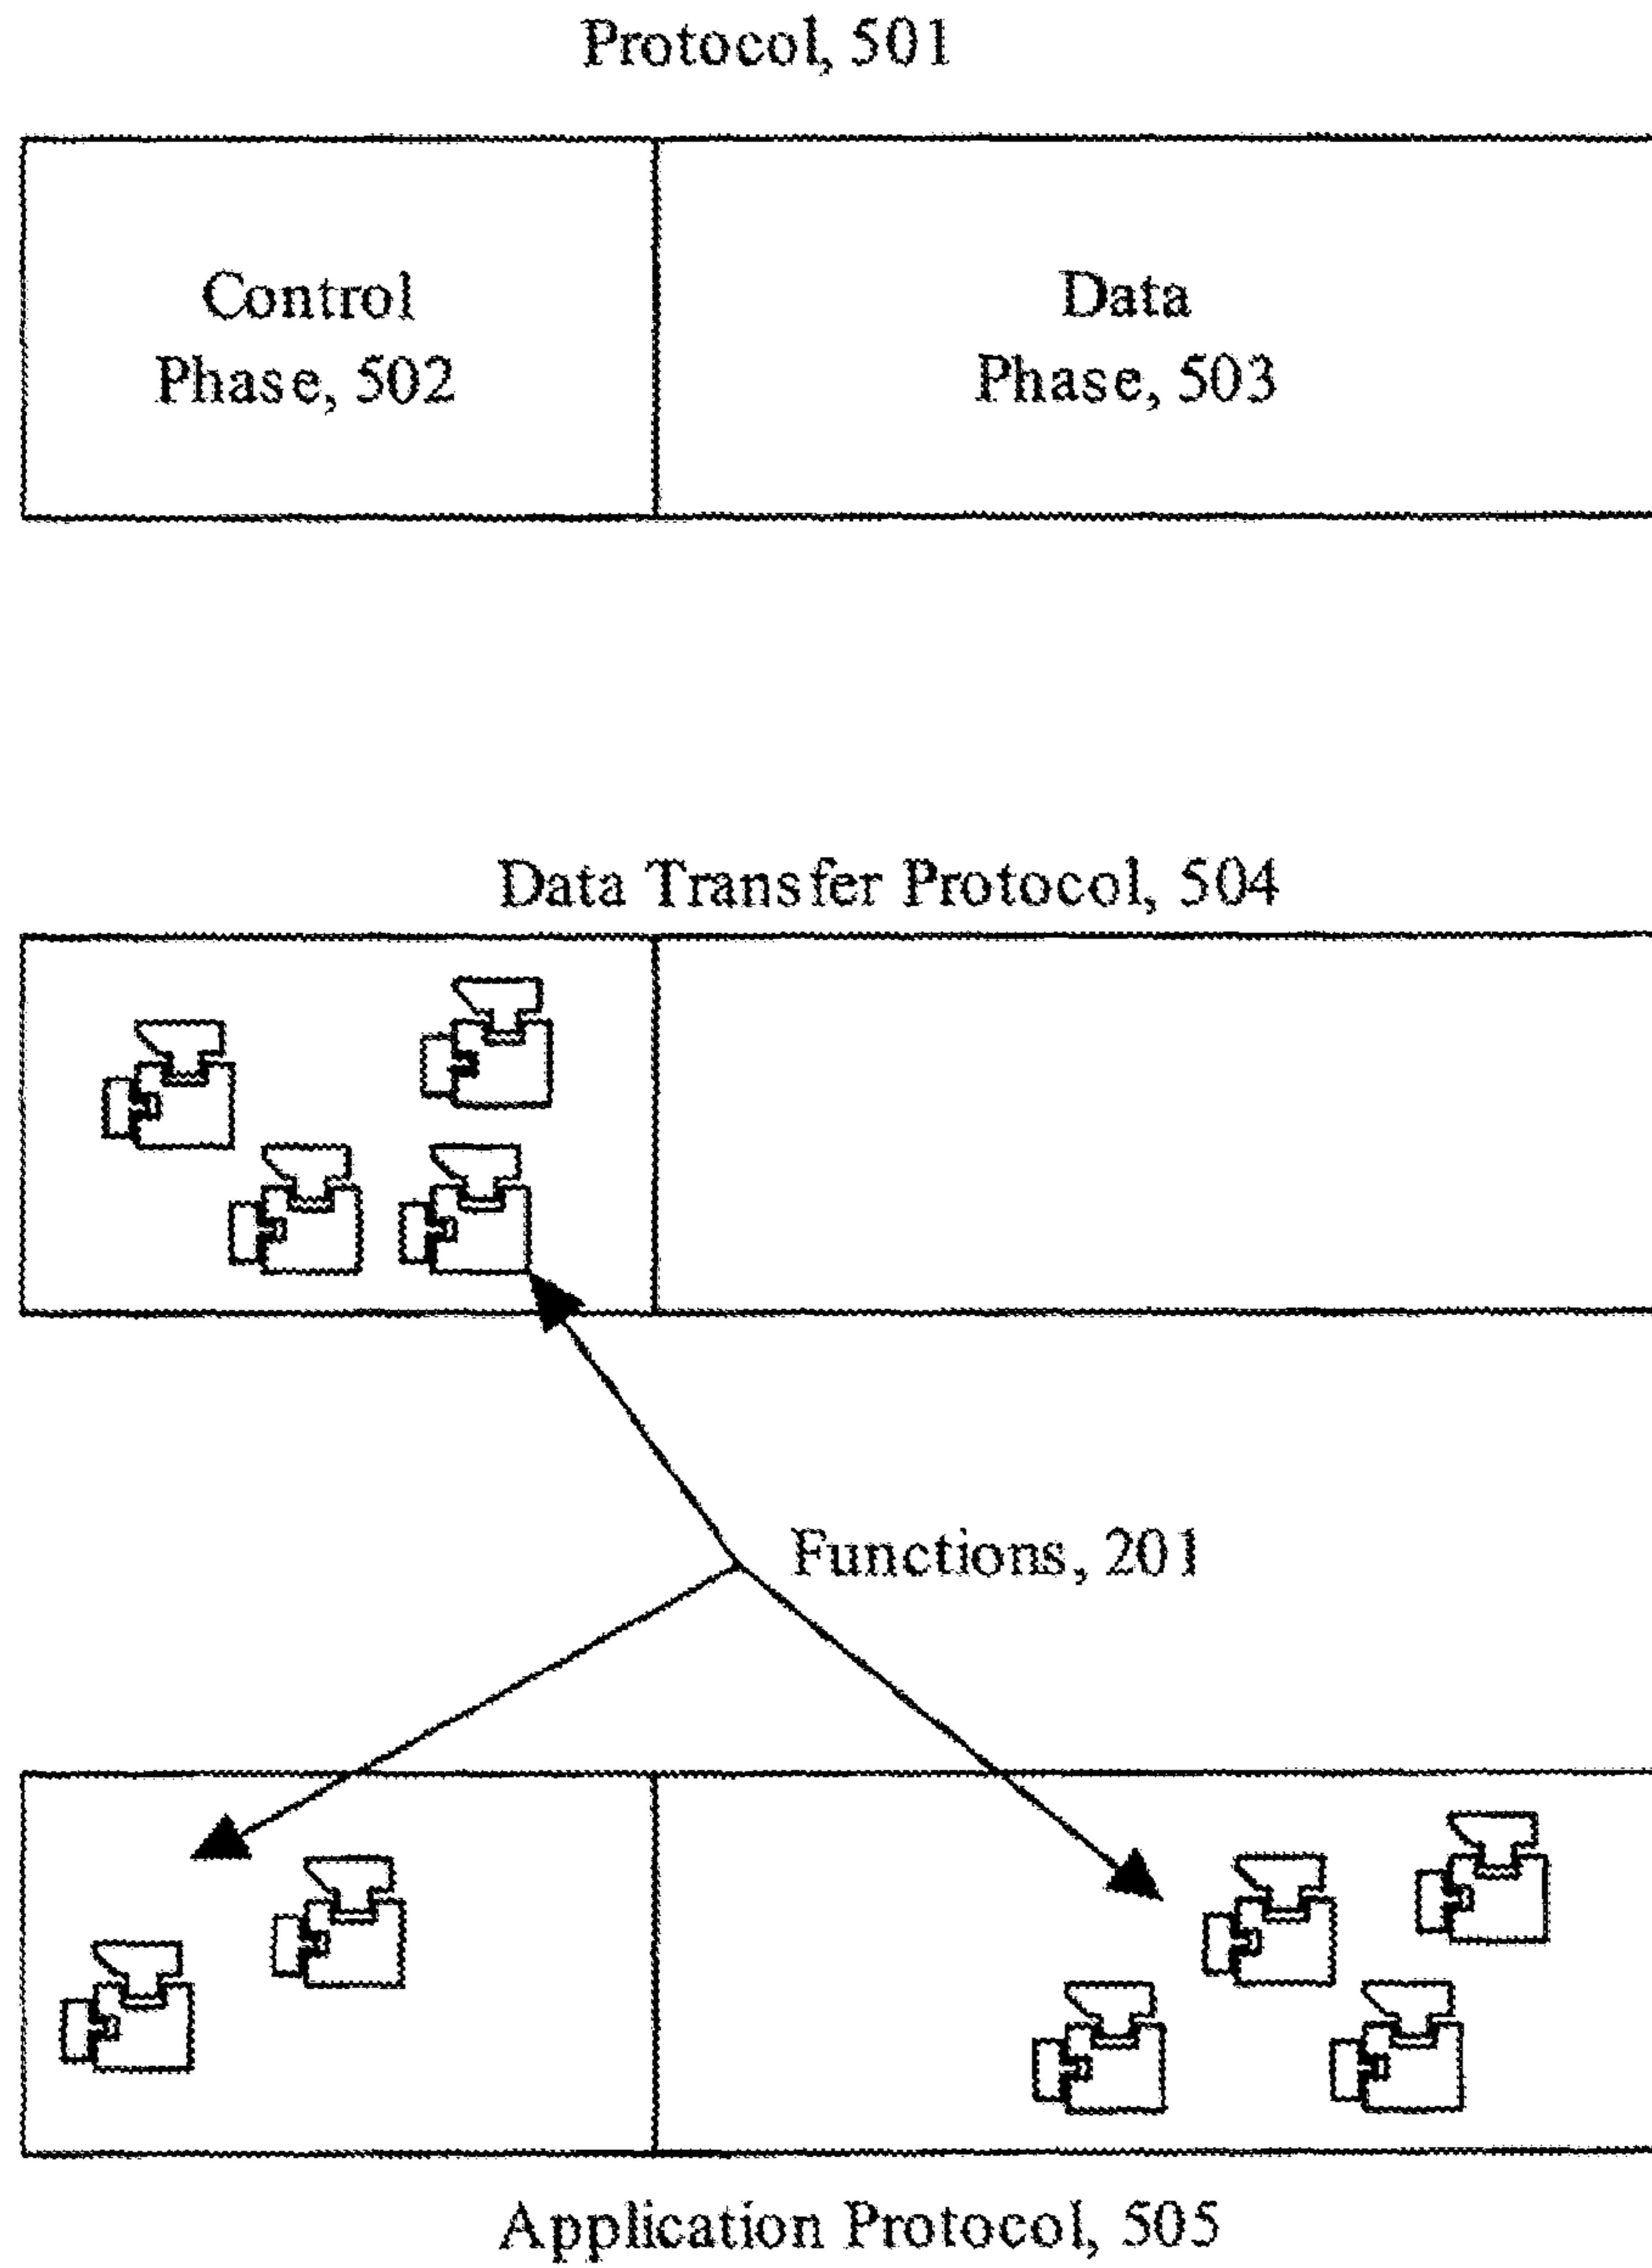 Protocol, 501
Control
Phase, 502
Data
Phase, 503
Data Transfer Protocol, 504
Functions, 201
Application Protocol, 505